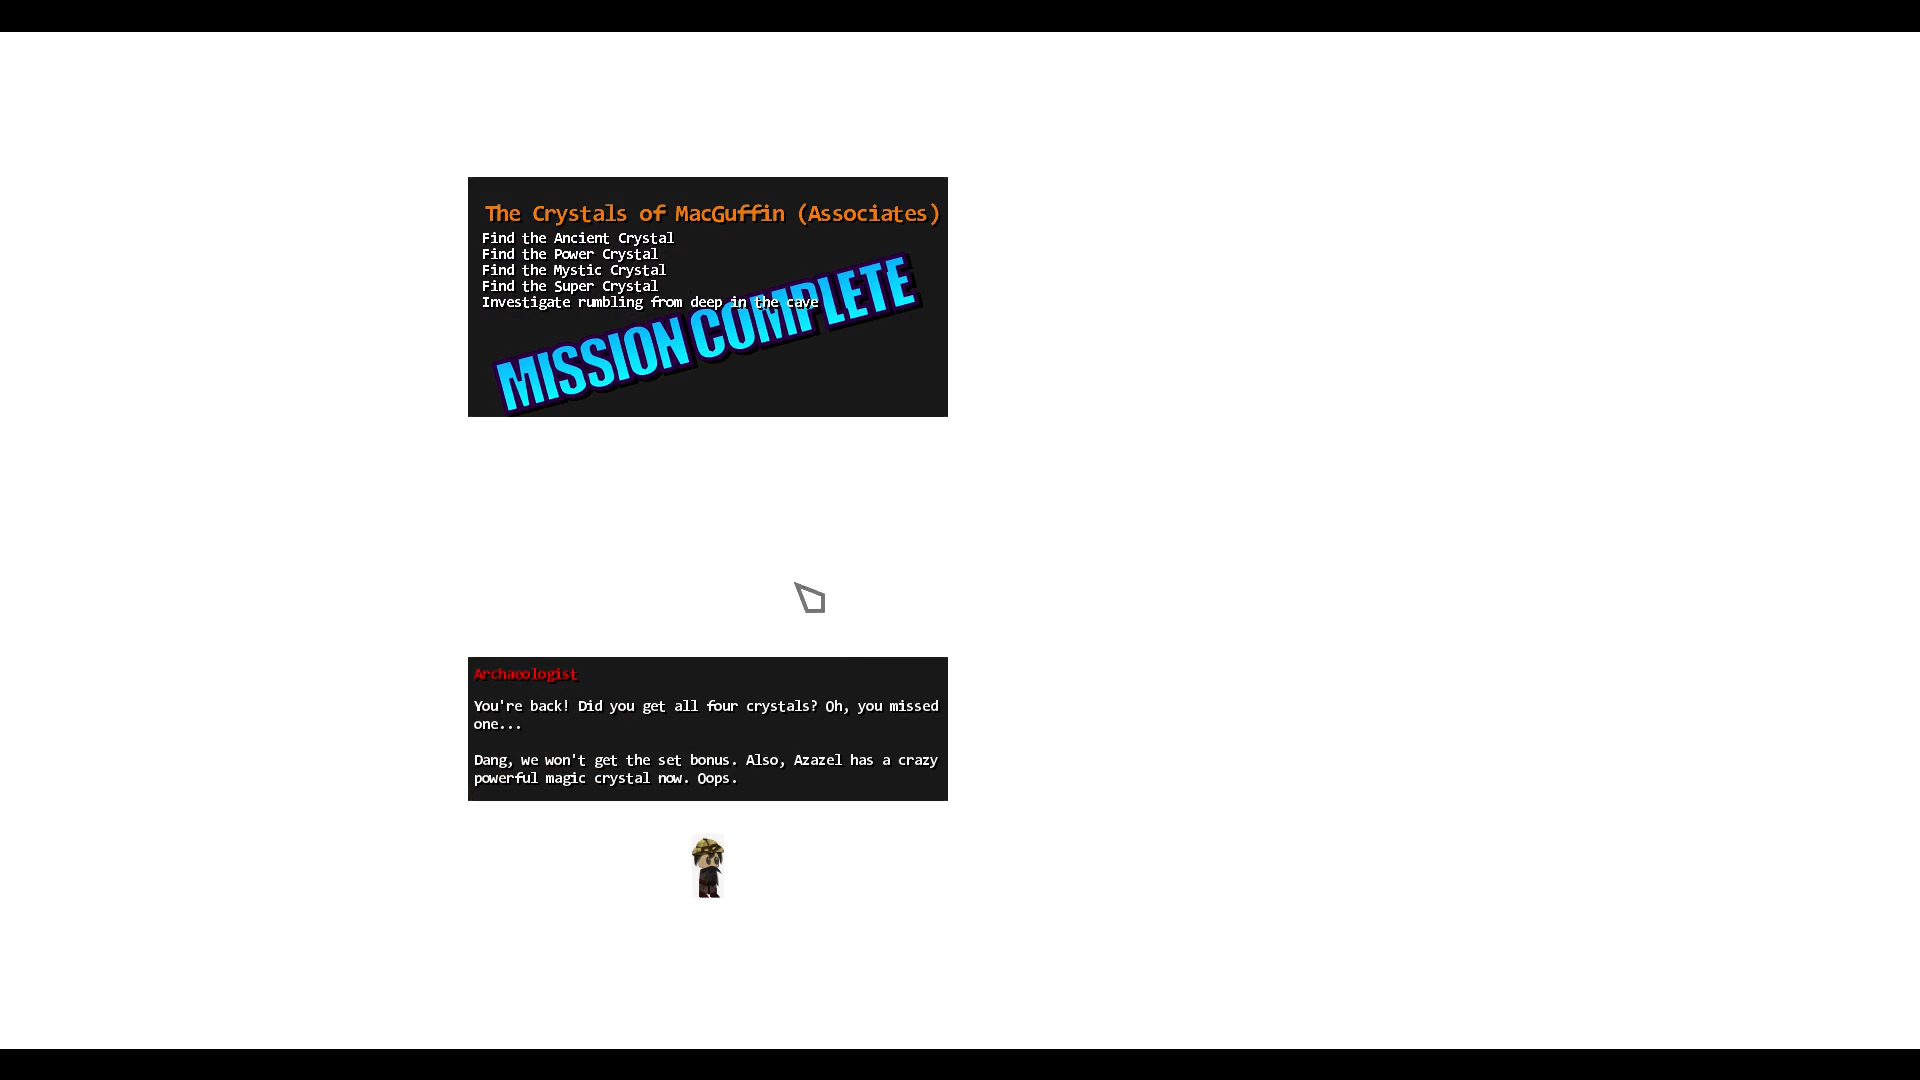 The Crystals of MacGuffin (Associates)
Find the Ancient Crystal
Find the Power Crystal
Find the Mystic Crystal
Find the Super Crystal
Investigate rumbling from deep in the cave
MISSION COMPLETE
Archaeologist
You're back! Did you get all four crystals? Oh, you missed
one...
Dang, we won't get the set bonus. Also, Azazel has a crazy
powerful magic crystal now. Oops.